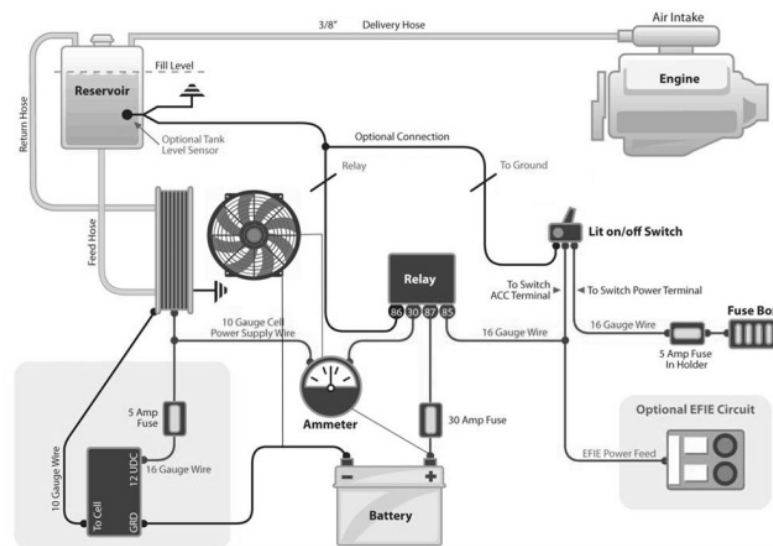 3/8" Delivery Hose
Air Intake
Fill Level
Reservoir
Engine
Return Hose
Optional Tank
Level Sensor
Optional Connection
Relay
To Ground
Feed Hose
Lit on/off Switch
Relay
To Switch
ACC Terminal
To Switch Power Terminal
86 30 87 85
Fuse Box
10 Gauge Cell
Power Supply Wire
16 Gauge Wire
16 Gauge Wire
5 Amp Fuse
In Holder
5 Amp
Fuse
Ammeter
30 Amp Fuse
Optional EFIE Circuit
10 Gauge Wire
12 UDC
16 Gauge Wire
EFIE Power Feed
To Cell
GRD
- +
Battery